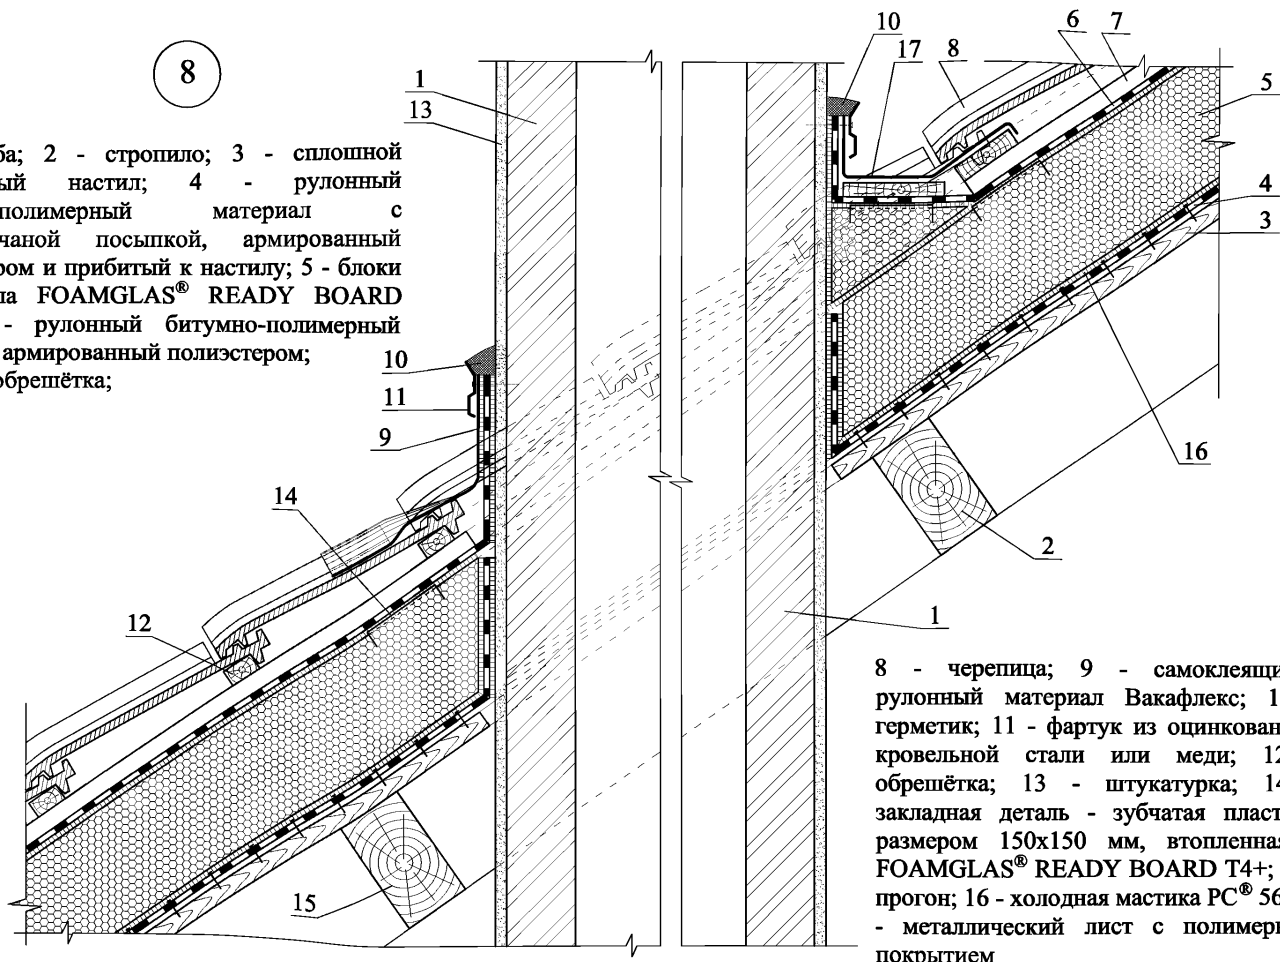 8
ба; 2 - стропило; 3 - сплошной
ый настил; 4 - рулонный
полимерный материал с
чаной посыпкой, армированный
ром и прибитый к настилу; 5 - блоки
ла FOAMGLAS® READY BOARD
- рулонный битумно-полимерный
армированный полиэстером;
обрешётка;
1
13
10
11
9
14
12
15
10
17
8
6
7
5
4
3
16
2
1
8 - черепица; 9 - самоклеящи
рулонный материал Вакафлекс; 1
герметик; 11 - фартук из оцинкован
кровельной стали или меди; 12
обрешётка; 13 - штукатурка; 14
закладная деталь - зубчатая пласт
размером 150х150 мм, втопленная
FOAMGLAS® READY BOARD T4+;
прогон; 16 - холодная мастика PC® 56
- металлический лист с полимерн
покрытием